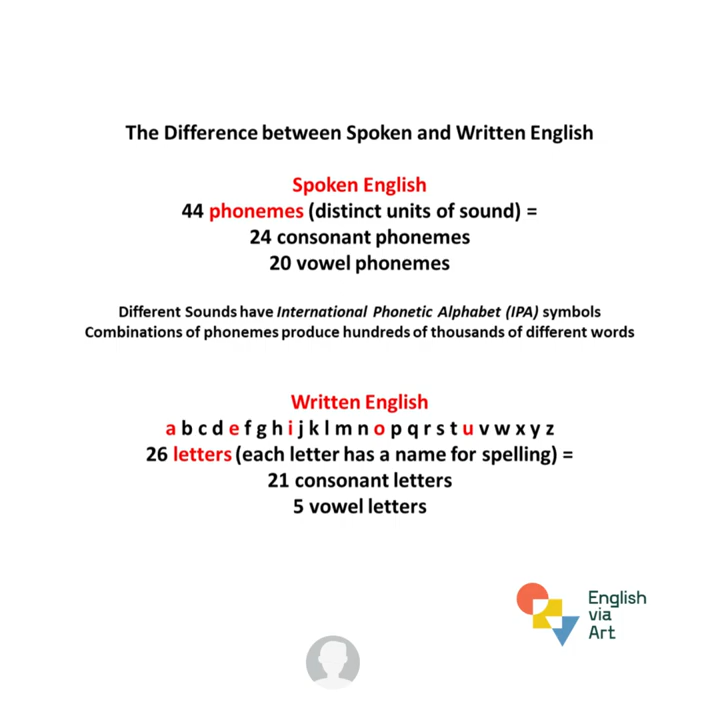 The Difference between Spoken and Written English
Spoken English
44 phonemes (distinct units of sound) =
24 consonant phonemes
20 vowel phonemes
Different Sounds have International Phonetic Alphabet (IPA) symbols
Combinations of phonemes produce hundreds of thousands of different words
Written English
a b c d e f g h i j k l m n o p q r s t u v w x y z
26 letters (each letter has a name for spelling) =
21 consonant letters
5 vowel letters
English
via
Art